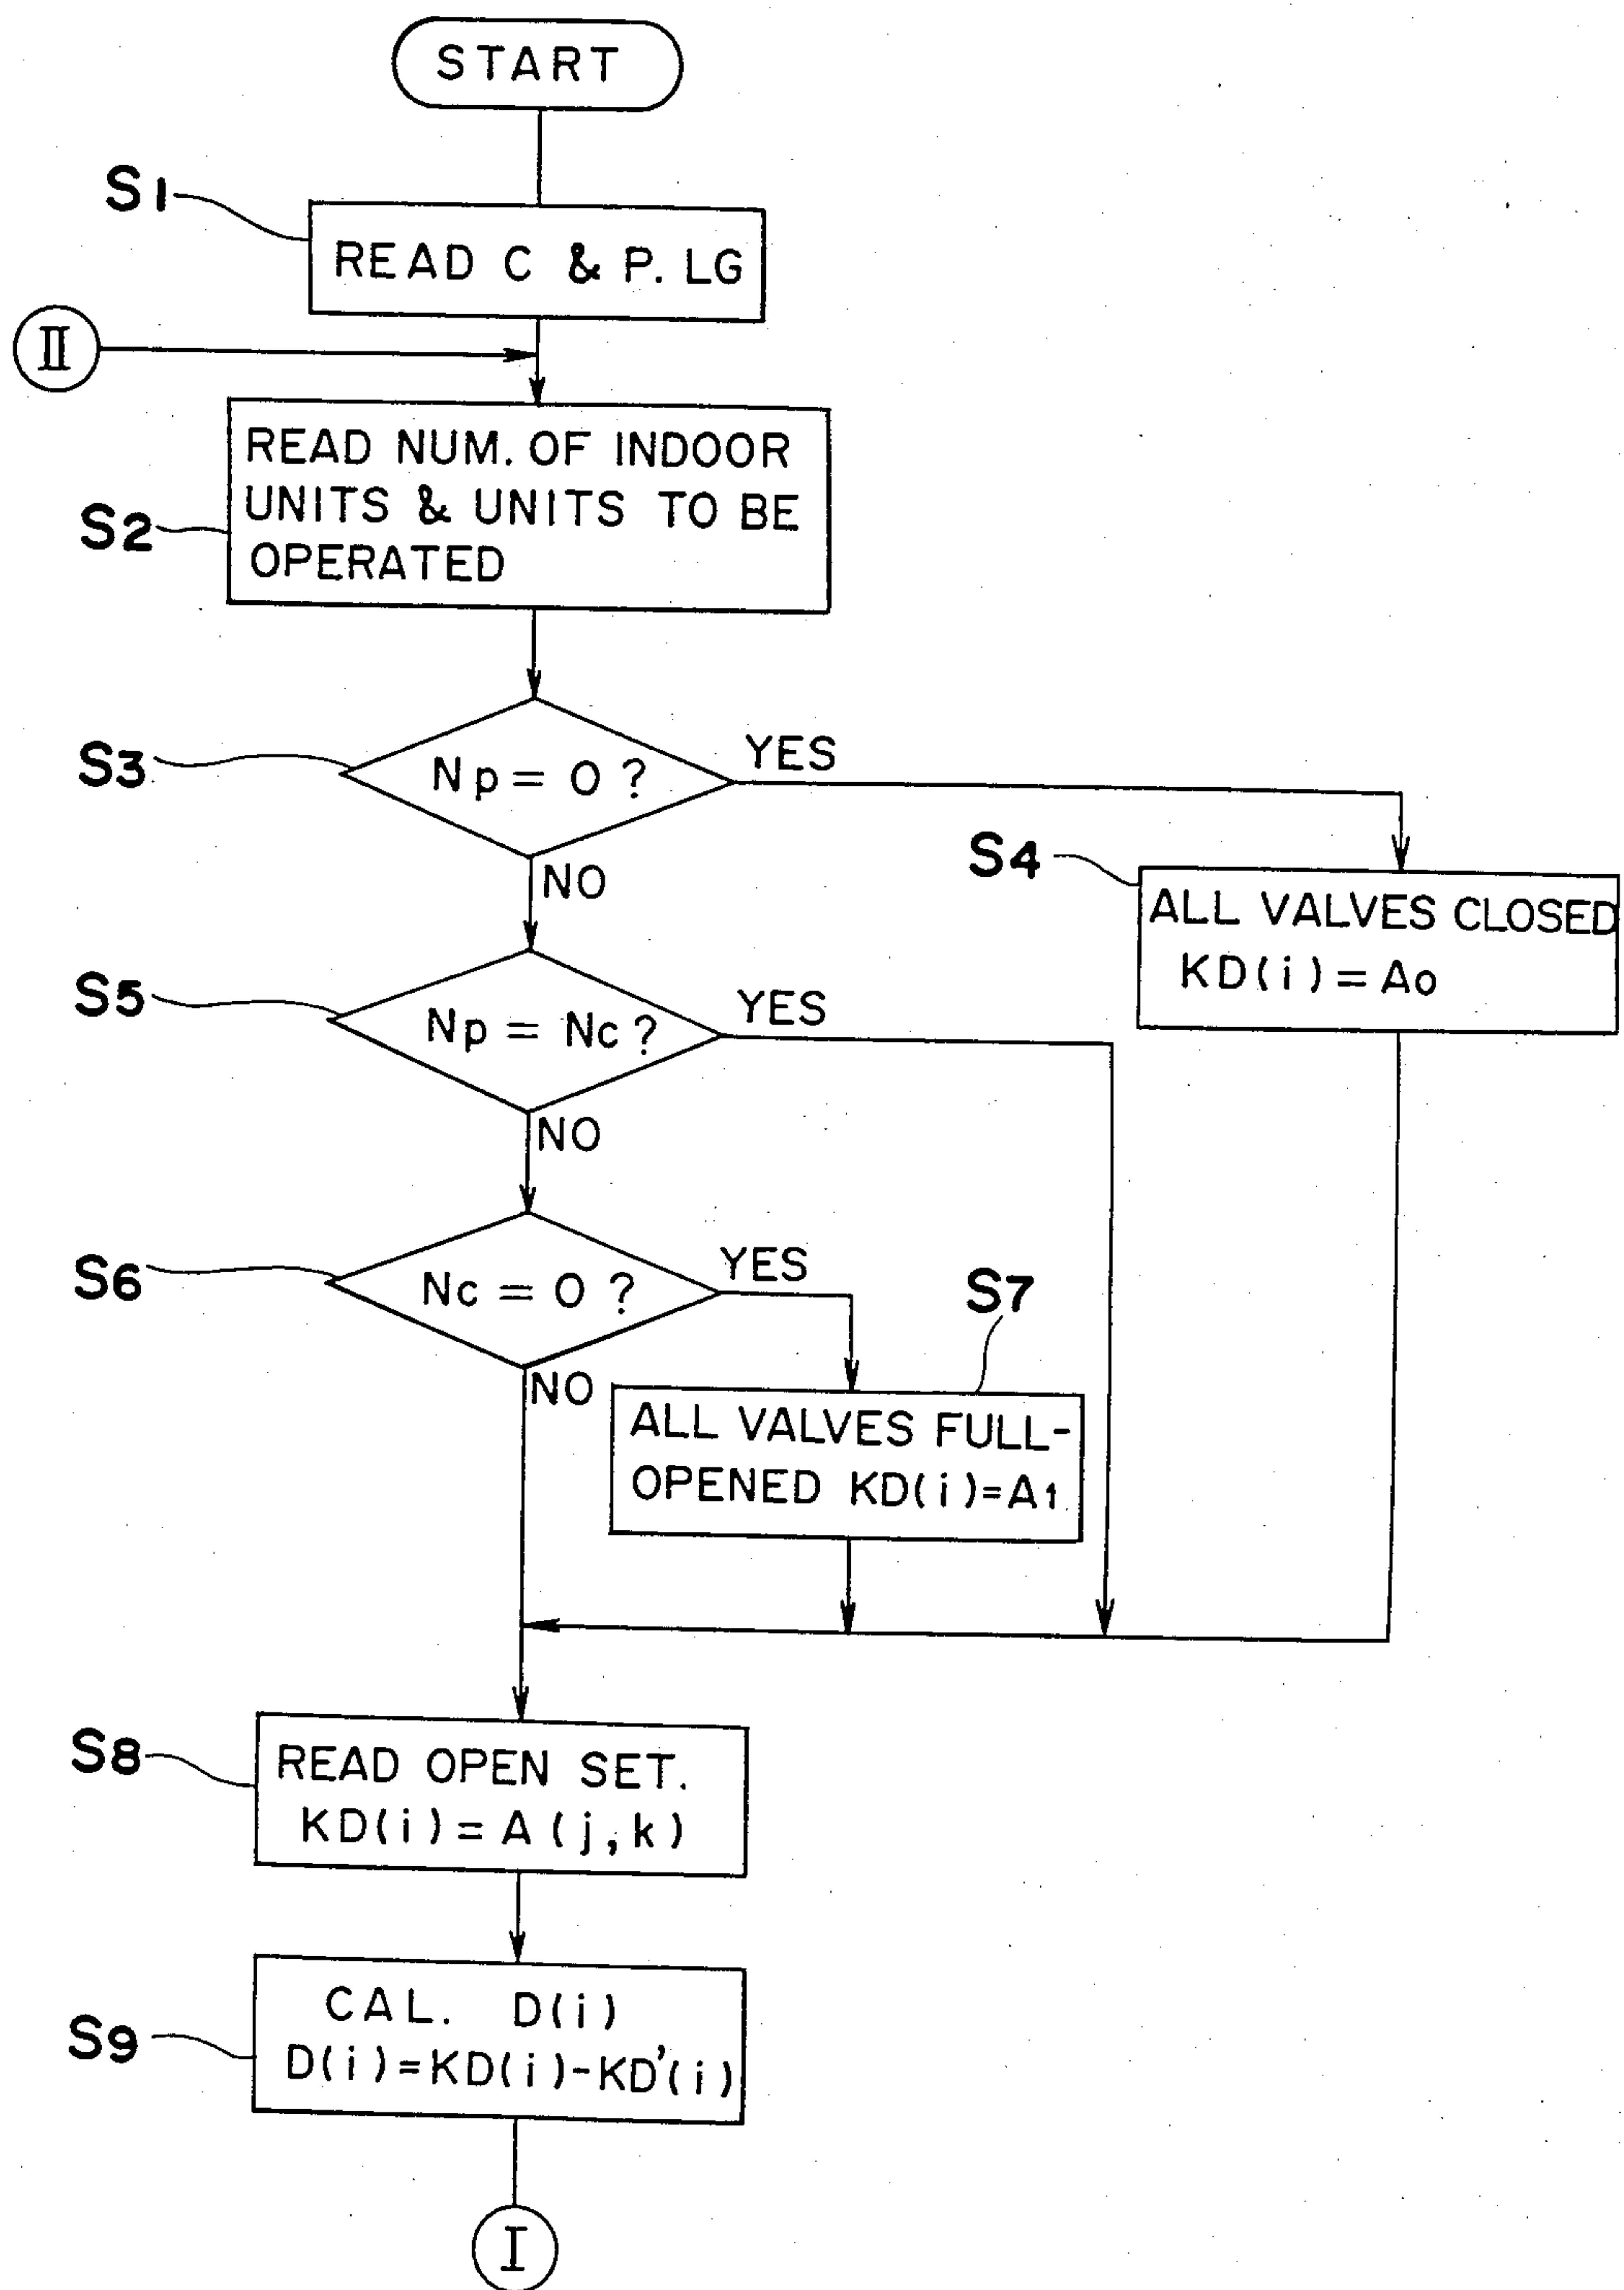 START
S1
READ C & P. LG
II
S2
READ NUM. OF INDOOR
UNITS & UNITS TO BE
OPERATED
S3
Np = 0 ?
YES
NO
S4
ALL VALVES CLOSED
KD(i) = A0
S5
Np = Nc ?
YES
NO
S6
Nc = 0 ?
YES
NO
S7
ALL VALVES FULL-
OPENED KD(i)=A1
S8
READ OPEN SET.
KD(i) = A (j, k)
S9
CAL. D(i)
D(i)=KD(i)-KD'(i)
I